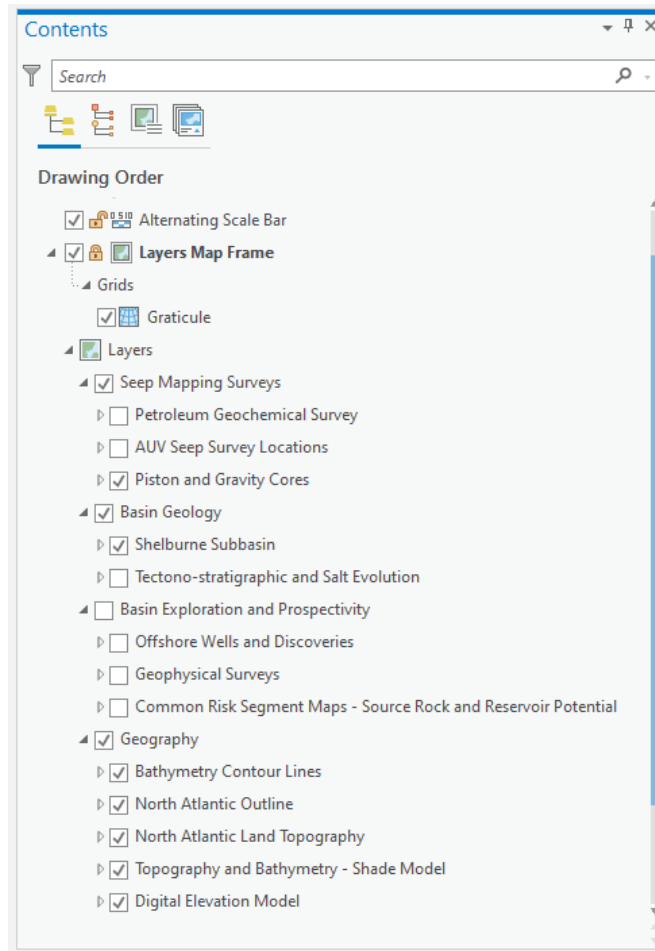 Contents
Search
Drawing Order
Alternating Scale Bar
Layers Map Frame
Grids
Graticule
Layers
Seep Mapping Surveys
Petroleum Geochemical Survey
AUV Seep Survey Locations
Piston and Gravity Cores
Basin Geology
Shelburne Subbasin
Tectono-stratigraphic and Salt Evolution
Basin Exploration and Prospectivity
Offshore Wells and Discoveries
Geophysical Surveys
Common Risk Segment Maps - Source Rock and Reservoir Potential
Geography
Bathymetry Contour Lines
North Atlantic Outline
North Atlantic Land Topography
Topography and Bathymetry - Shade Model
Digital Elevation Model